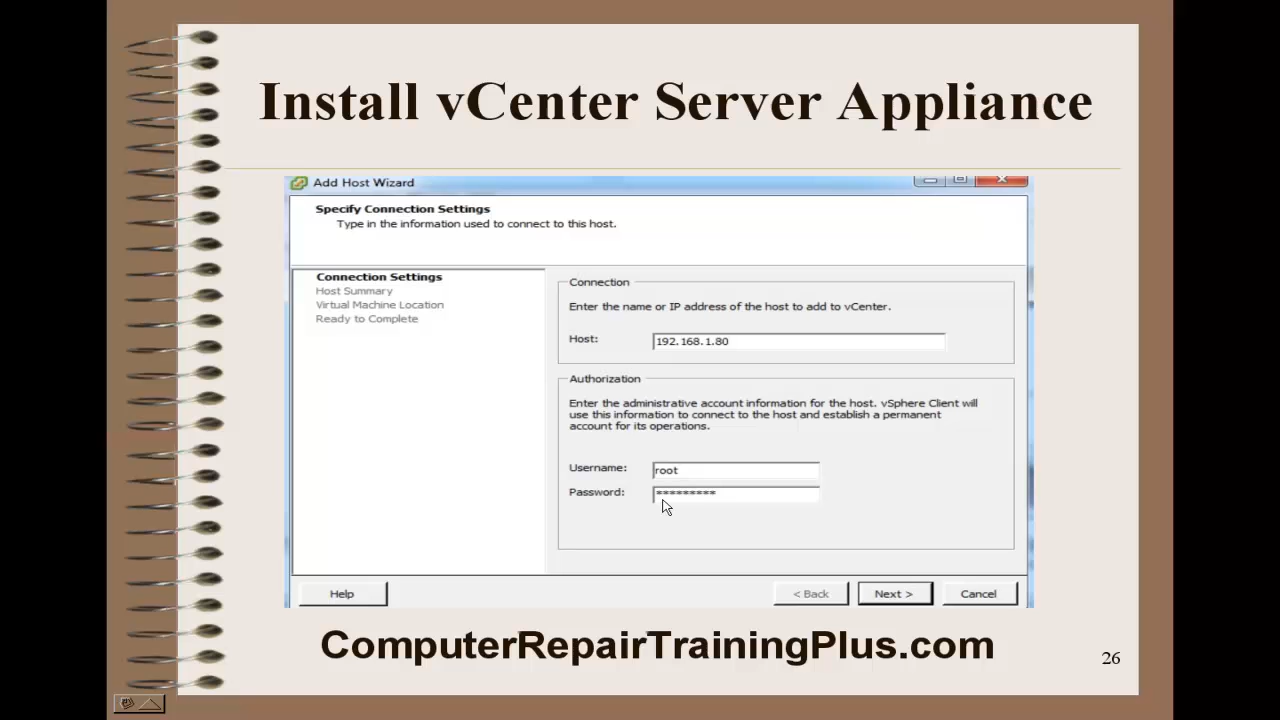 Install vCenter Server Appliance
Add Host Wizard
Specify Connection Settings
Type in the information used to connect to this host.
Connection Settings
Host Summary
Virtual Machine Location
Ready to Complete
Connection
Enter the name or IP address of the host to add to vCenter.
Host: 192.168.1.80
Authorization
Enter the administrative account information for the host. vSphere Client will
use this information to connect to the host and establish a permanent
account for its operations.
Username: root
Password: *********
Help < Back Next > Cancel
ComputerRepairTrainingPlus.com
26